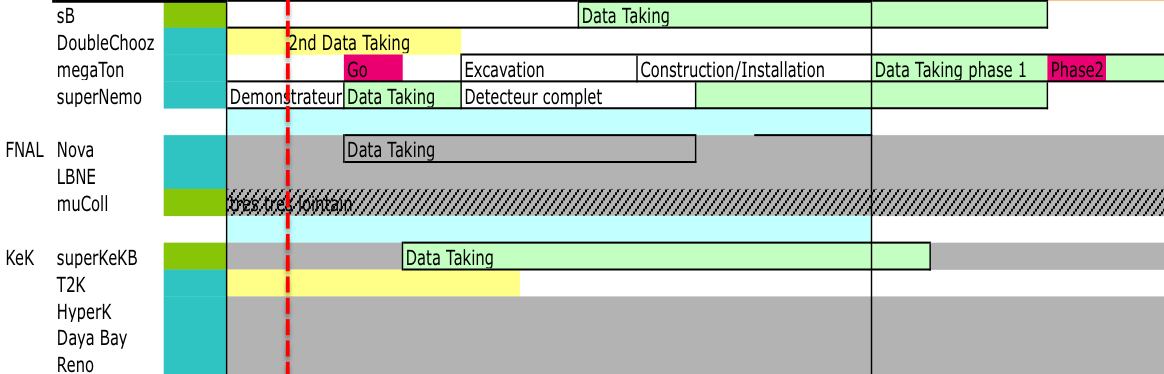 sB Data Taking
DoubleChooz 2nd Data Taking
megaTon Go Excavation Construction/Installation Data Taking phase 1 Phase2
superNemo Demonstrateur Data Taking Detecteur complet
FNAL Nova Data Taking
LBNE
muColl tres tres lointain
KeK superKeKB Data Taking
T2K
HyperK
Daya Bay
Reno